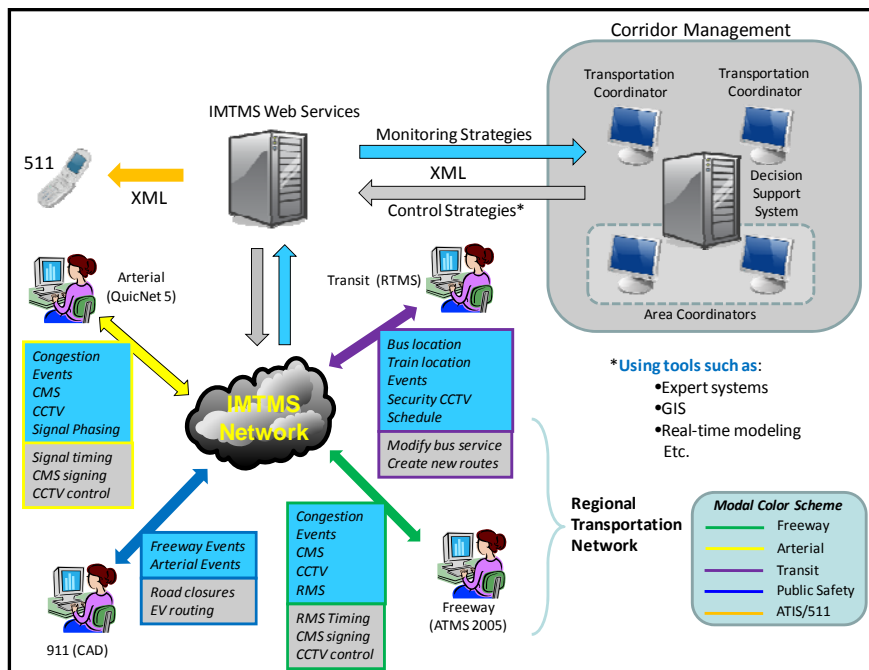 Corridor Management
Transportation
Coordinator
Transportation
Coordinator
IMTMS Web Services
Monitoring Strategies
511
XML
XML
Control Strategies*
Decision
Support
System
Area Coordinators
Arterial
(QuicNet 5)
Transit (RTMS)
Congestion
Events
CMS
CCTV
Signal Phasing
Signal timing
CMS signing
CCTV control
IMTMS
Network
Bus location
Train location
Events
Security CCTV
Schedule
Modify bus service
Create new routes
*Using tools such as:
•Expert systems
•GIS
•Real-time modeling
Etc.
Freeway Events
Arterial Events
Road closures
EV routing
911 (CAD)
Congestion
Events
CMS
CCTV
RMS
RMS Timing
CMS signing
CCTV control
Freeway
(ATMS 2005)
Regional
Transportation
Network
Modal Color Scheme
Freeway
Arterial
Transit
Public Safety
ATIS/511